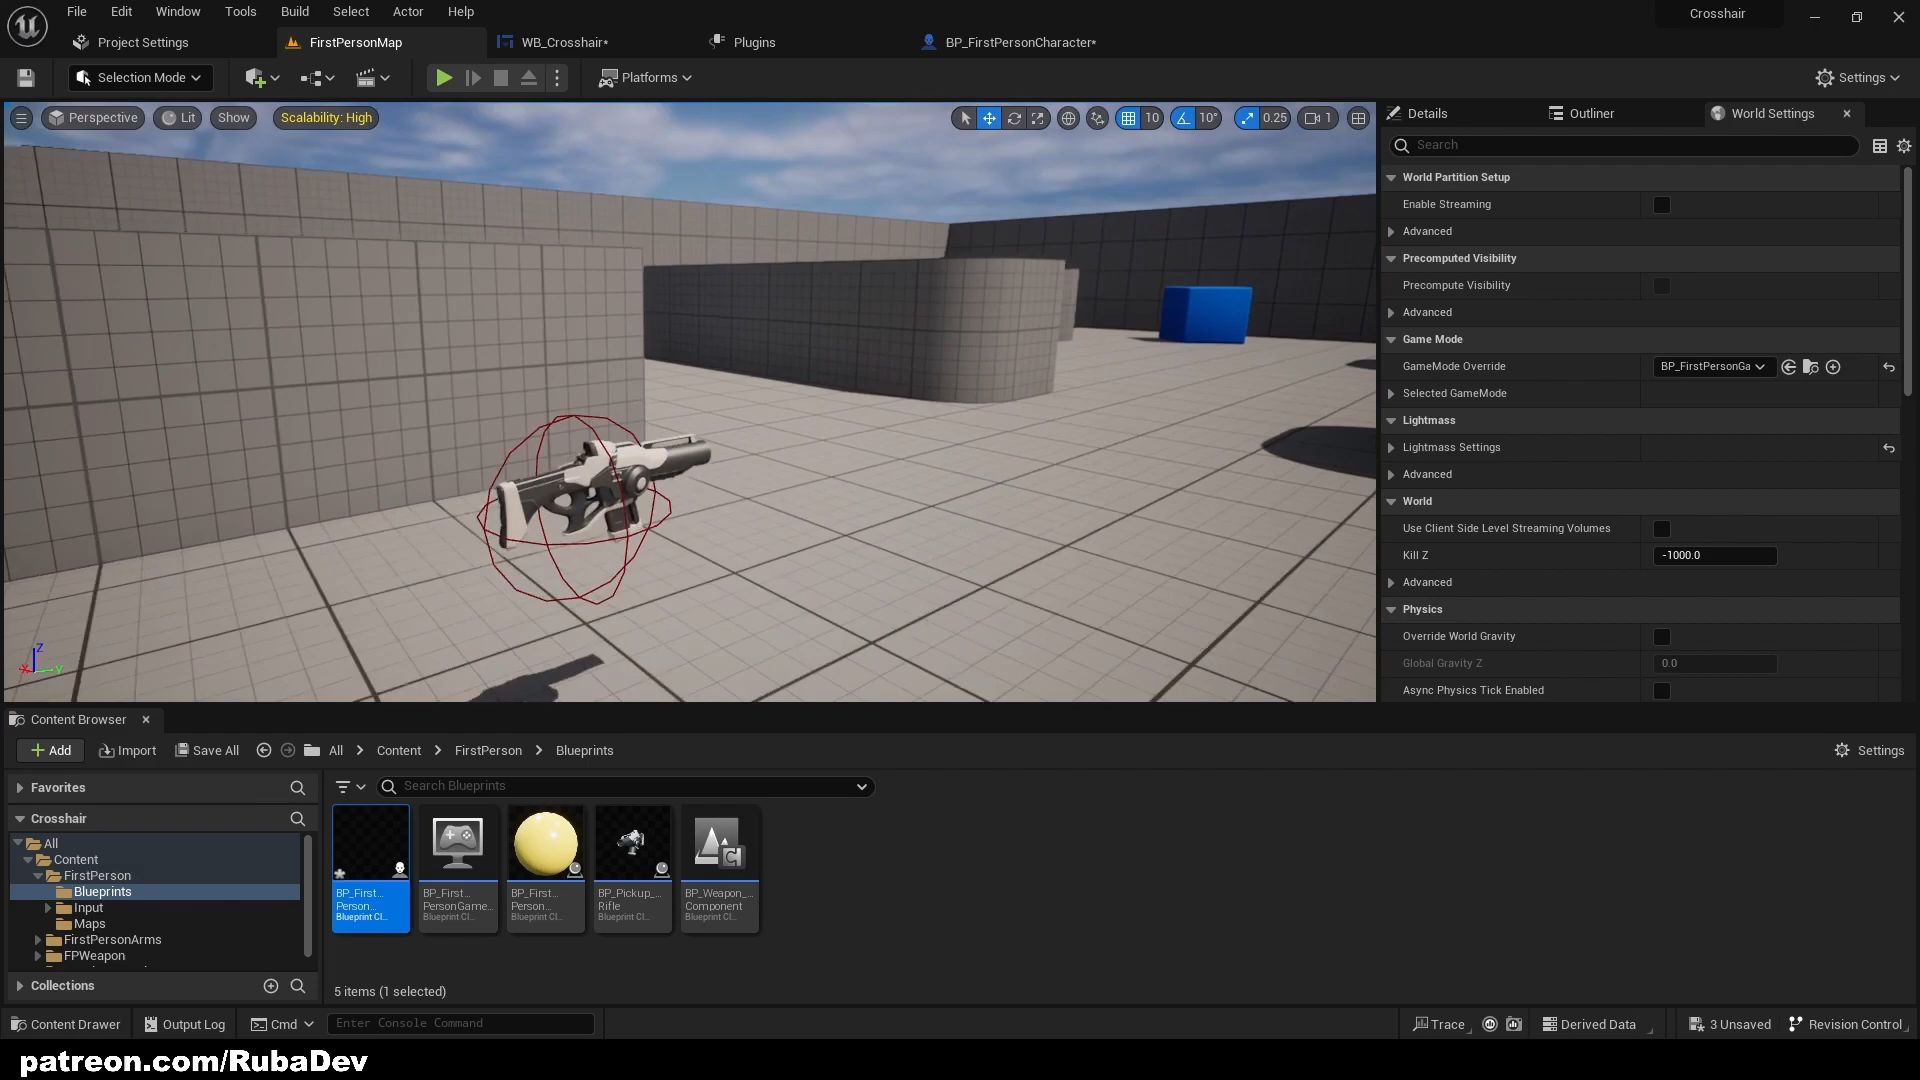 File Edit Window Tools Build Select Actor Help
Crosshair
Project Settings
FirstPersonMap
WB_Crosshair*
Plugins
BP_FirstPersonCharacter*
Selection Mode
Platforms
Settings
Perspective
Lit
Show
Scalability: High
10
10°
0.25
1
Details
Outliner
World Settings
Search
World Partition Setup
Enable Streaming
Advanced
Precomputed Visibility
Precompute Visibility
Advanced
Game Mode
GameMode Override
BP_FirstPersonGa
Selected GameMode
Lightmass
Lightmass Settings
Advanced
World
Use Client Side Level Streaming Volumes
Kill Z
-1000.0
Advanced
Physics
Override World Gravity
Global Gravity Z
0.0
Async Physics Tick Enabled
Z
X
Y
Content Browser
Add
Import
Save All
All
Content
FirstPerson
Blueprints
Settings
Favorites
Crosshair
All
Content
FirstPerson
Blueprints
Input
Maps
FirstPersonArms
FPWeapon
Collections
Search Blueprints
BP_First...
Person...
Blueprint Cl...
BP_First...
PersonGame...
Blueprint Cl...
BP_First...
Person...
Blueprint Cl...
BP_Pickup_...
Rifle
Blueprint Cl...
BP_Weapon_...
Component
Blueprint Cl...
5 items (1 selected)
Content Drawer
Output Log
Cmd
Enter Console Command
Trace
Derived Data
3 Unsaved
Revision Control
patreon.com/RubaDev